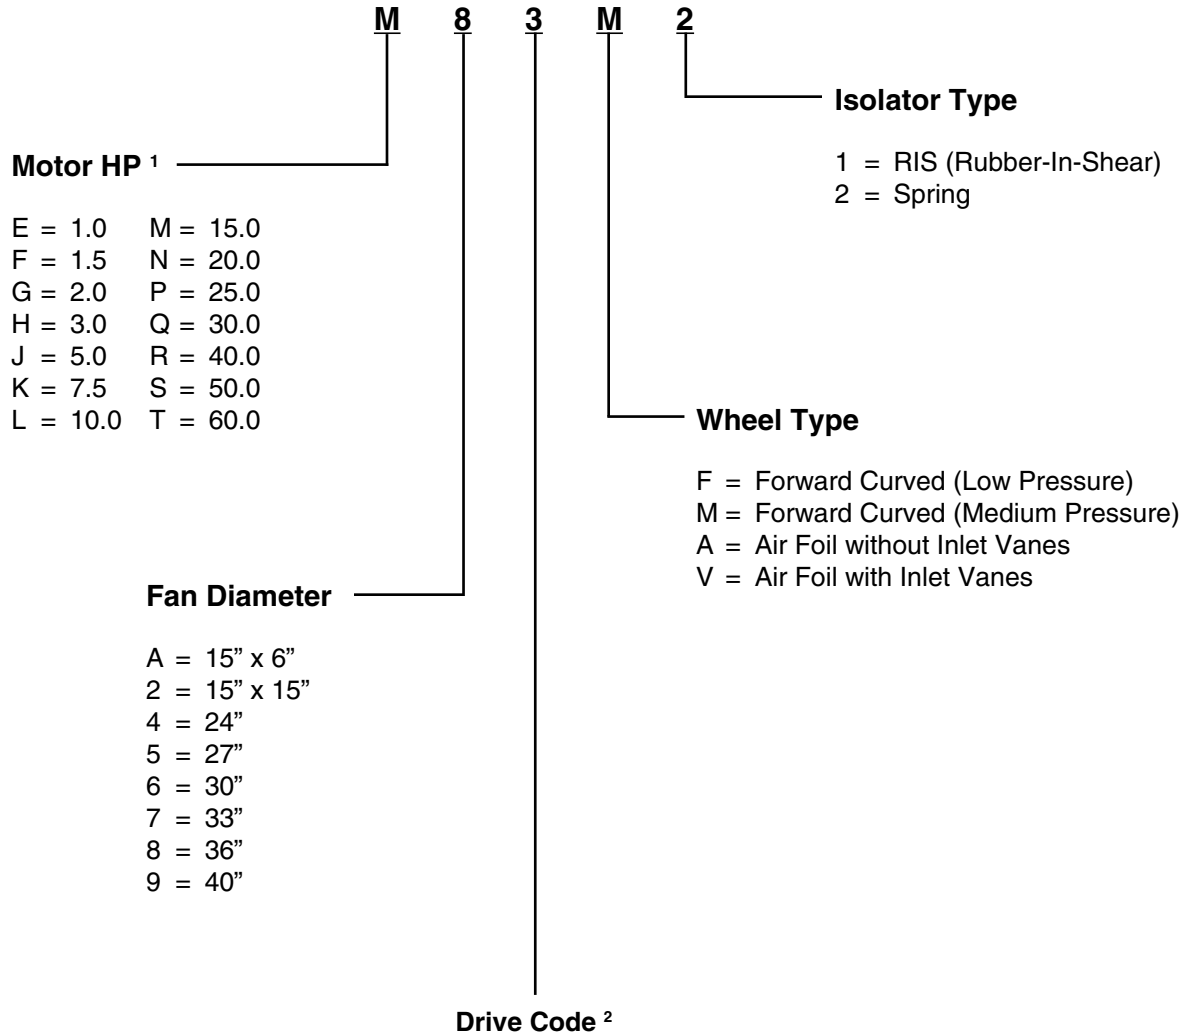 M 8 3 M 2
Isolator Type
1 = RIS (Rubber-In-Shear)
2 = Spring
Motor HP 1
E = 1.0 M = 15.0
F = 1.5 N = 20.0
G = 2.0 P = 25.0
H = 3.0 Q = 30.0
J = 5.0 R = 40.0
K = 7.5 S = 50.0
L = 10.0 T = 60.0
Wheel Type
F = Forward Curved (Low Pressure)
M = Forward Curved (Medium Pressure)
A = Air Foil without Inlet Vanes
V = Air Foil with Inlet Vanes
Fan Diameter
A = 15” x 6”
2 = 15” x 15”
4 = 24”
5 = 27”
6 = 30”
7 = 33”
8 = 36”
9 = 40”
Drive Code 2